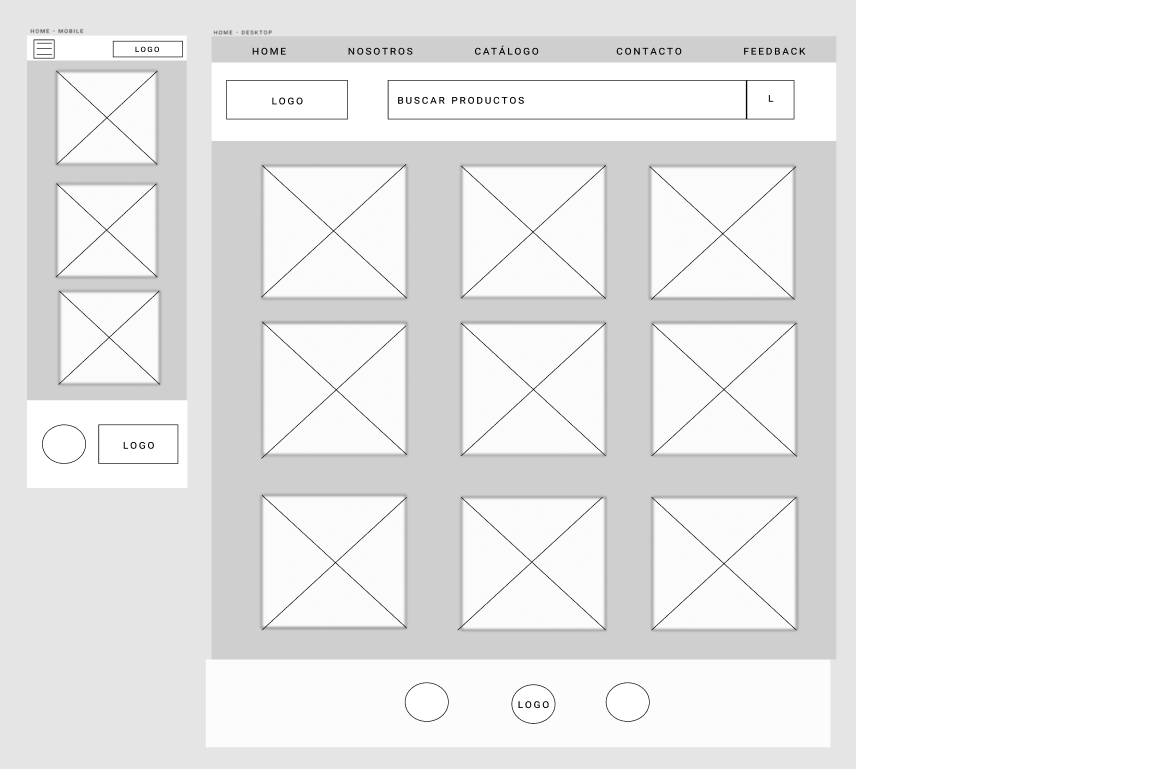 HOME - MOBILE
LOGO
LOGO
HOME - DESKTOP
HOME NOSOTROS CATÁLOGO CONTACTO FEEDBACK
LOGO
BUSCAR PRODUCTOS
L
LOGO